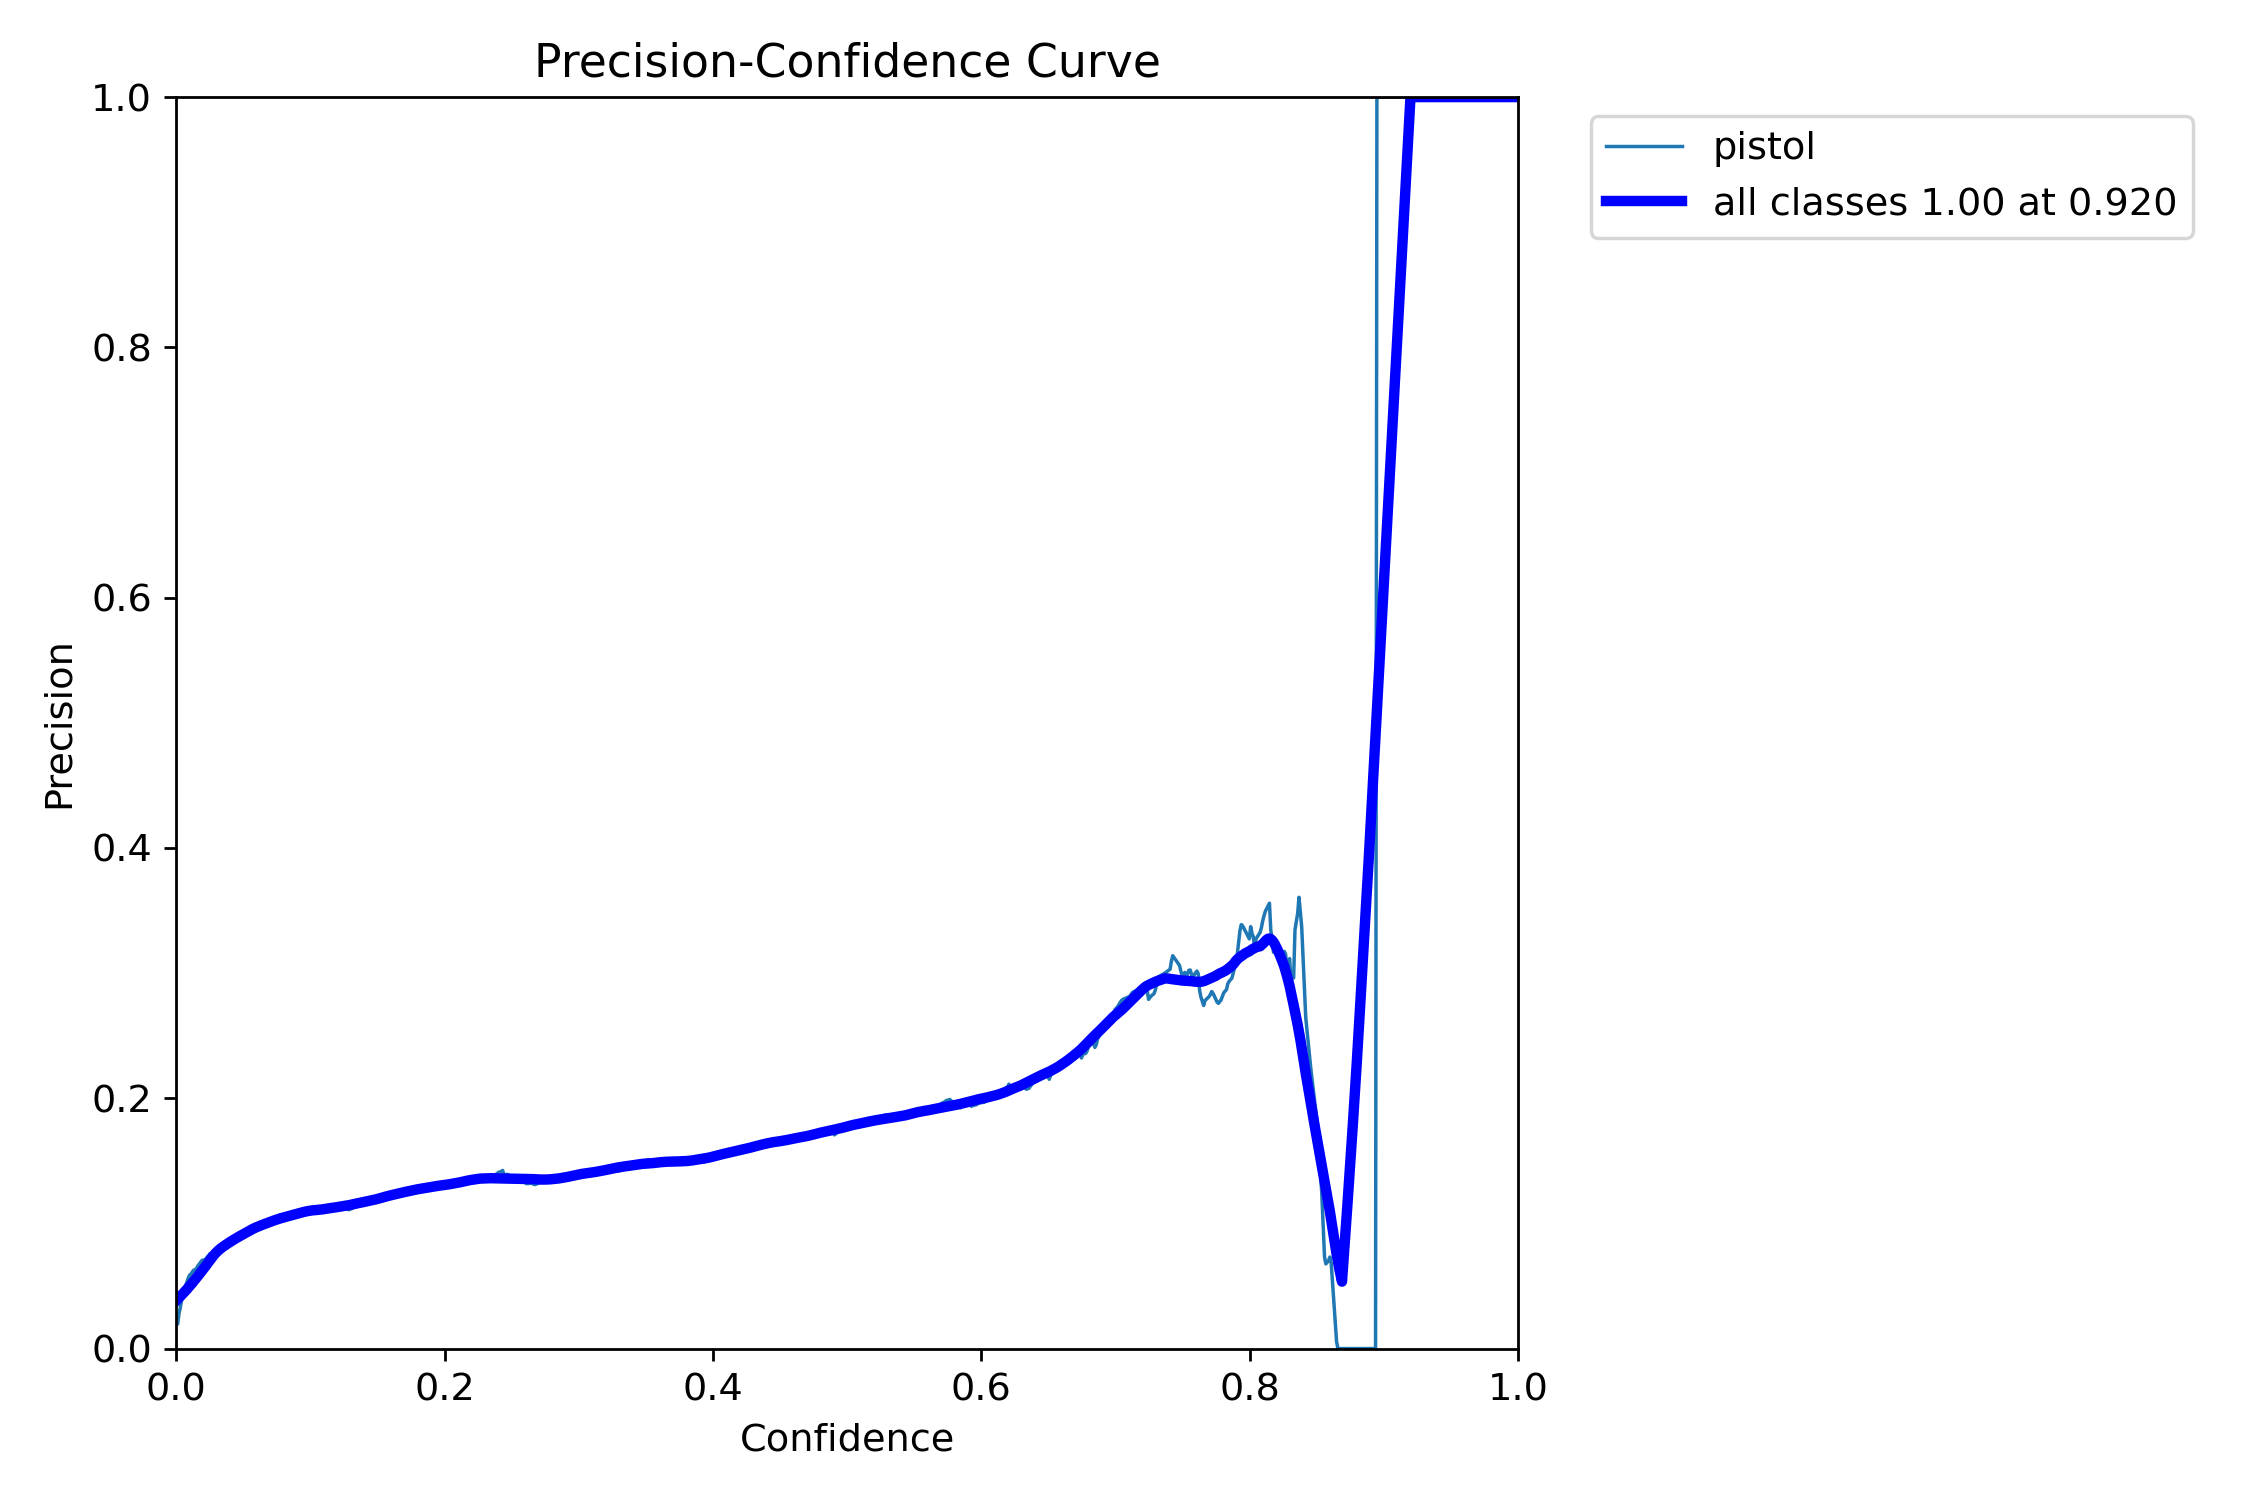 Precision-Confidence Curve
1.0
0.8
0.6
0.4
0.2
0.0
Precision
0.0 0.2 0.4 0.6 0.8 1.0
Confidence
pistol
all classes 1.00 at 0.920